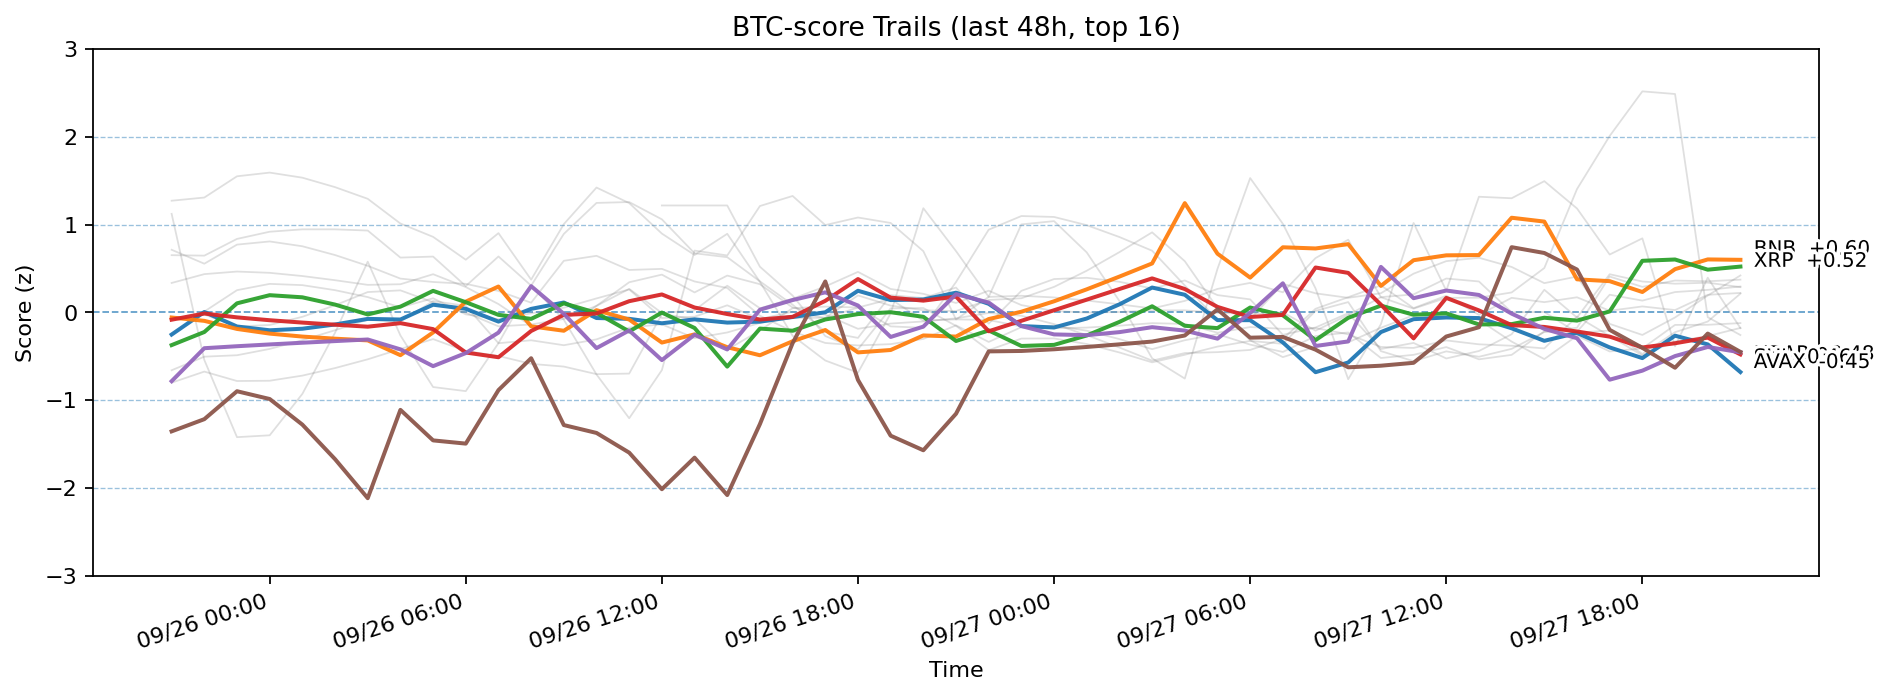 BTC-score Trails (last 48h, top 16)
Score (z)
3
2
1
0
−1
−2
−3
BNB +0.60
XRP +0.52
AVAX -0.45
09/26 00:00
09/26 06:00
09/26 12:00
09/26 18:00
09/27 00:00
09/27 06:00
09/27 12:00
09/27 18:00
Time